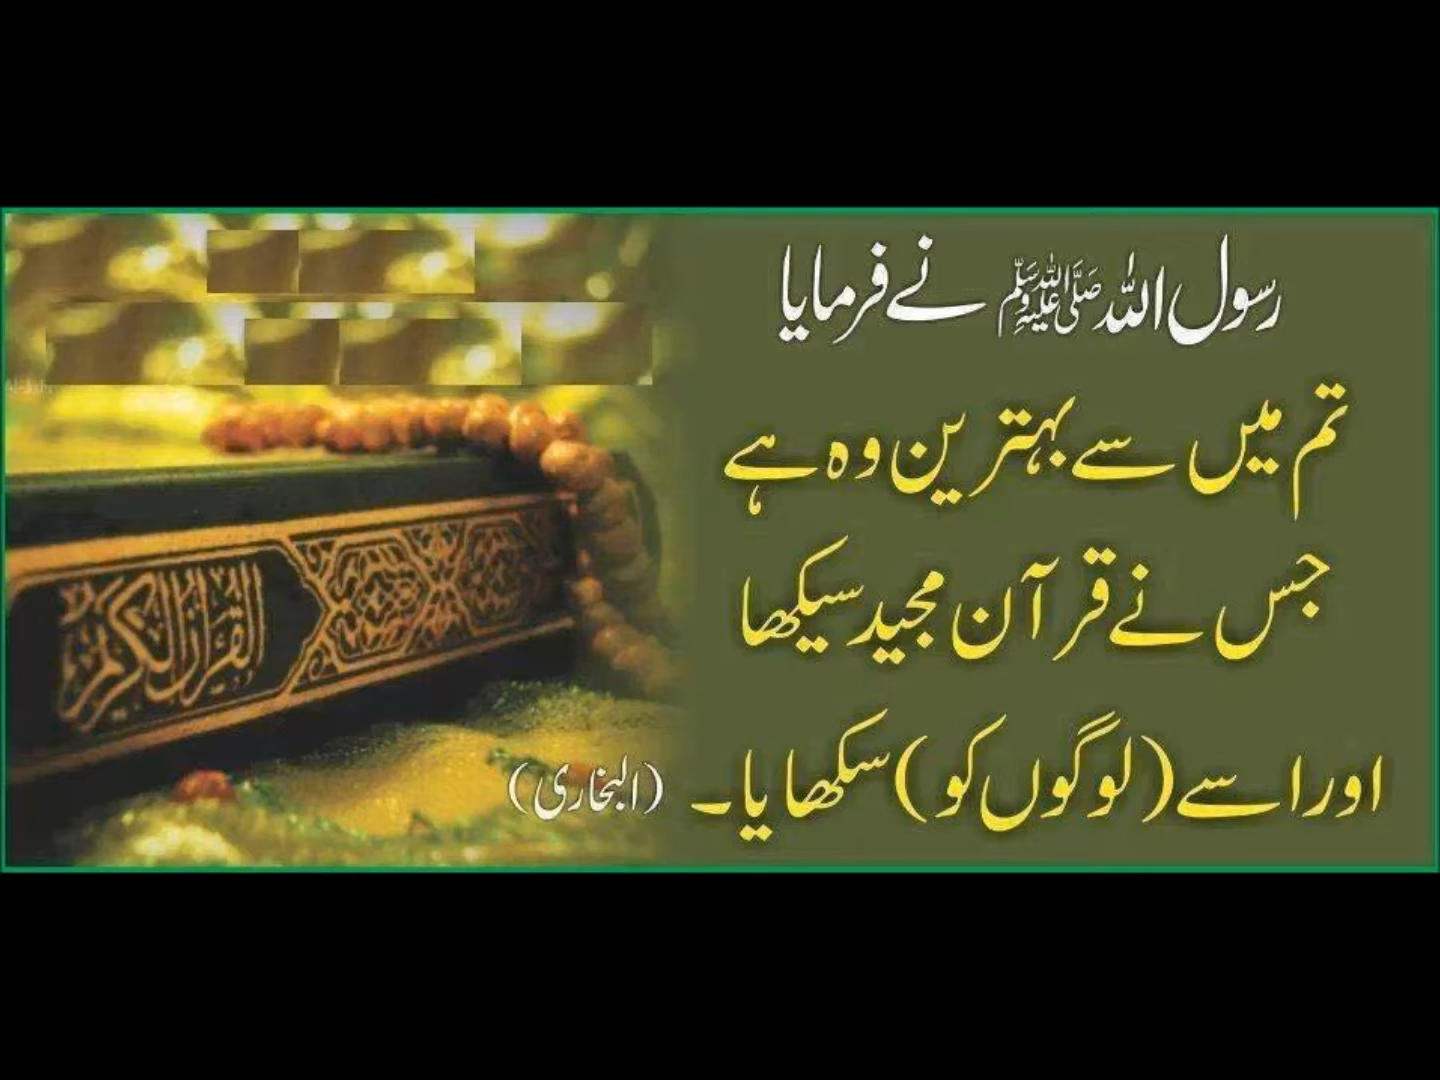 رسول اللہ ﷺ نے فرمایا
تم میں سے بہترین وہ ہے
جس نے قرآن مجید سیکھا
اور اسے (لوگوں کو) سکھایا۔ (البخاری)
القرآن الكريم